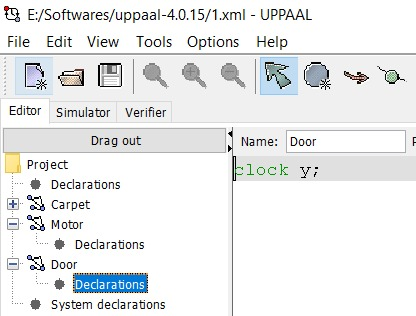 E:/Softwares/uppaal-4.0.15/1.xml - UPPAAL
File Edit View Tools Options Help
Editor Simulator Verifier
Drag out
Name: Door P
Project
Declarations
Carpet
Motor
Declarations
Door
Declarations
System declarations
clock y;